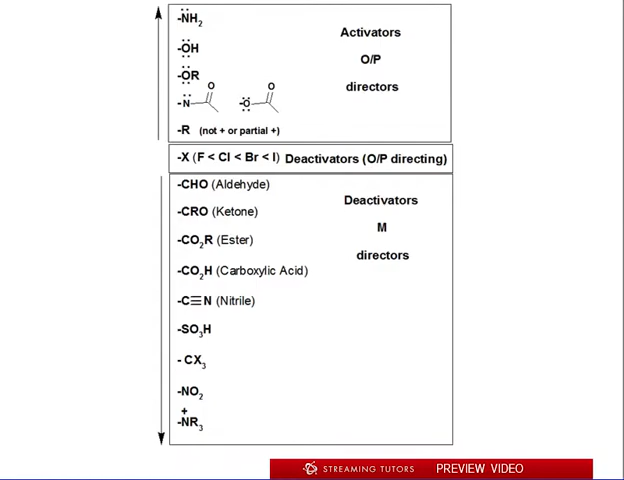 -NH2
-OH
-OR
-N O -O O
-R (not + or partial +)
Activators
O/P
directors
-X (F < Cl < Br < I) Deactivators (O/P directing)
-CHO (Aldehyde)
-CRO (Ketone)
-CO2R (Ester)
-CO2H (Carboxylic Acid)
-C≡N (Nitrile)
-SO3H
- CX3
-NO2
+
-NR3
Deactivators
M
directors
STREAMING TUTORS PREVIEW VIDEO